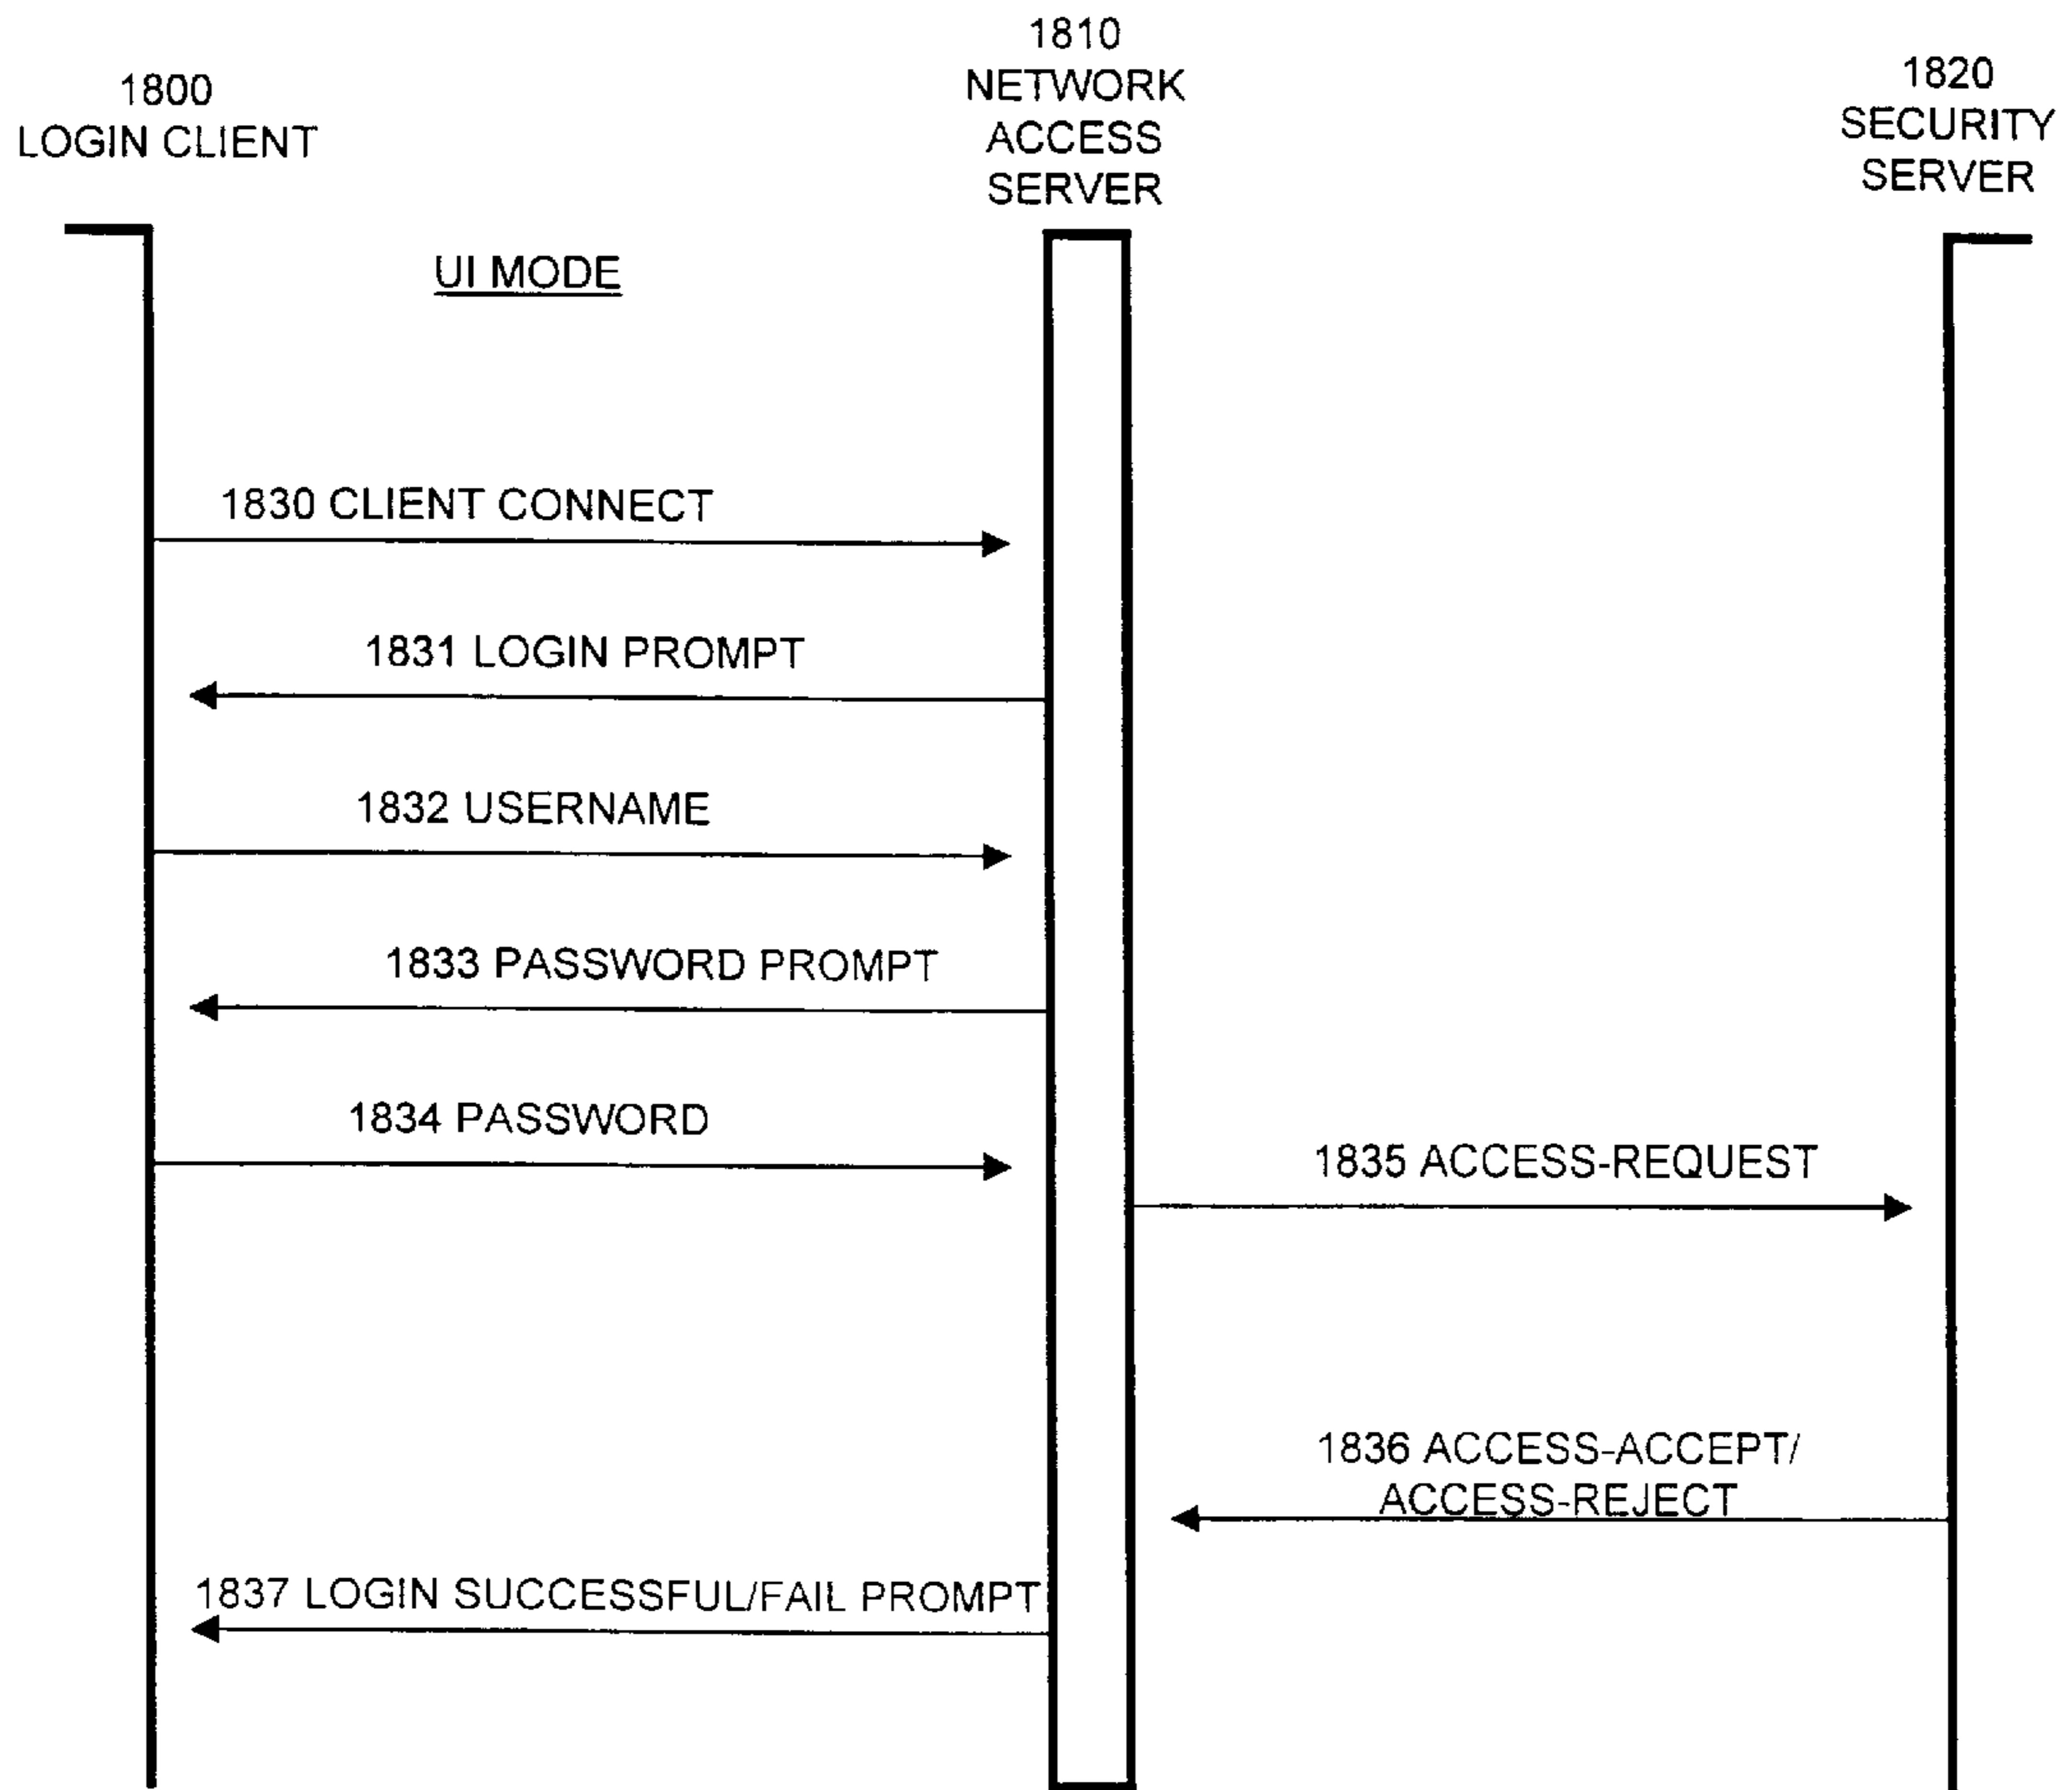 1800
LOGIN CLIENT
1810
NETWORK
ACCESS
SERVER
1820
SECURITY
SERVER
UI MODE
1830 CLIENT CONNECT
1831 LOGIN PROMPT
1832 USERNAME
1833 PASSWORD PROMPT
1834 PASSWORD
1835 ACCESS-REQUEST
1836 ACCESS-ACCEPT/
ACCESS-REJECT
1837 LOGIN SUCCESSFUL/FAIL PROMPT